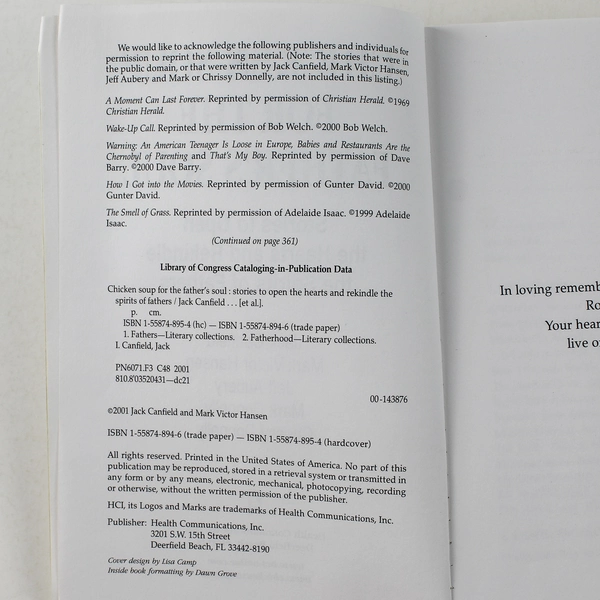 We would like to acknowledge the following publishers and individuals for
permission to reprint the following material. (Note: The stories that were in
the public domain, or that were written by Jack Canfield, Mark Victor Hansen,
Jeff Aubery and Mark or Chrissy Donnelly, are not included in this listing.)
A Moment Can Last Forever. Reprinted by permission of Christian Herald. ©1969
Christian Herald.
Wake-Up Call. Reprinted by permission of Bob Welch. ©2000 Bob Welch.
Warning: An American Teenager Is Loose in Europe, Babies and Restaurants Are the
Chernobyl of Parenting and That's My Boy. Reprinted by permission of Dave
Barry. ©2000 Dave Barry.
How I Got into the Movies. Reprinted by permission of Gunter David. ©2000
Gunter David.
The Smell of Grass. Reprinted by permission of Adelaide Isaac. ©1999 Adelaide
Isaac.
(Continued on page 361)
Library of Congress Cataloging-in-Publication Data
Chicken soup for the father's soul : stories to open the hearts and rekindle the
spirits of fathers / Jack Canfield . . . [et al.].
p. cm.
ISBN 1-55874-895-4 (hc) — ISBN 1-55874-894-6 (trade paper)
1. Fathers—Literary collections. 2. Fatherhood—Literary collections.
I. Canfield, Jack
PN6071.F3 C48 2001
810.8'03520431—dc21
00-143876
©2001 Jack Canfield and Mark Victor Hansen
ISBN 1-55874-894-6 (trade paper) — ISBN 1-55874-895-4 (hardcover)
All rights reserved. Printed in the United States of America. No part of this
publication may be reproduced, stored in a retrieval system or transmitted in
any form or by any means, electronic, mechanical, photocopying, recording
or otherwise, without the written permission of the publisher.
HCI, its Logos and Marks are trademarks of Health Communications, Inc.
Publisher: Health Communications, Inc.
3201 S.W. 15th Street
Deerfield Beach, FL 33442-8190
Cover design by Lisa Camp
Inside book formatting by Dawn Grove
In loving rememb
Ro
Your hear
live o